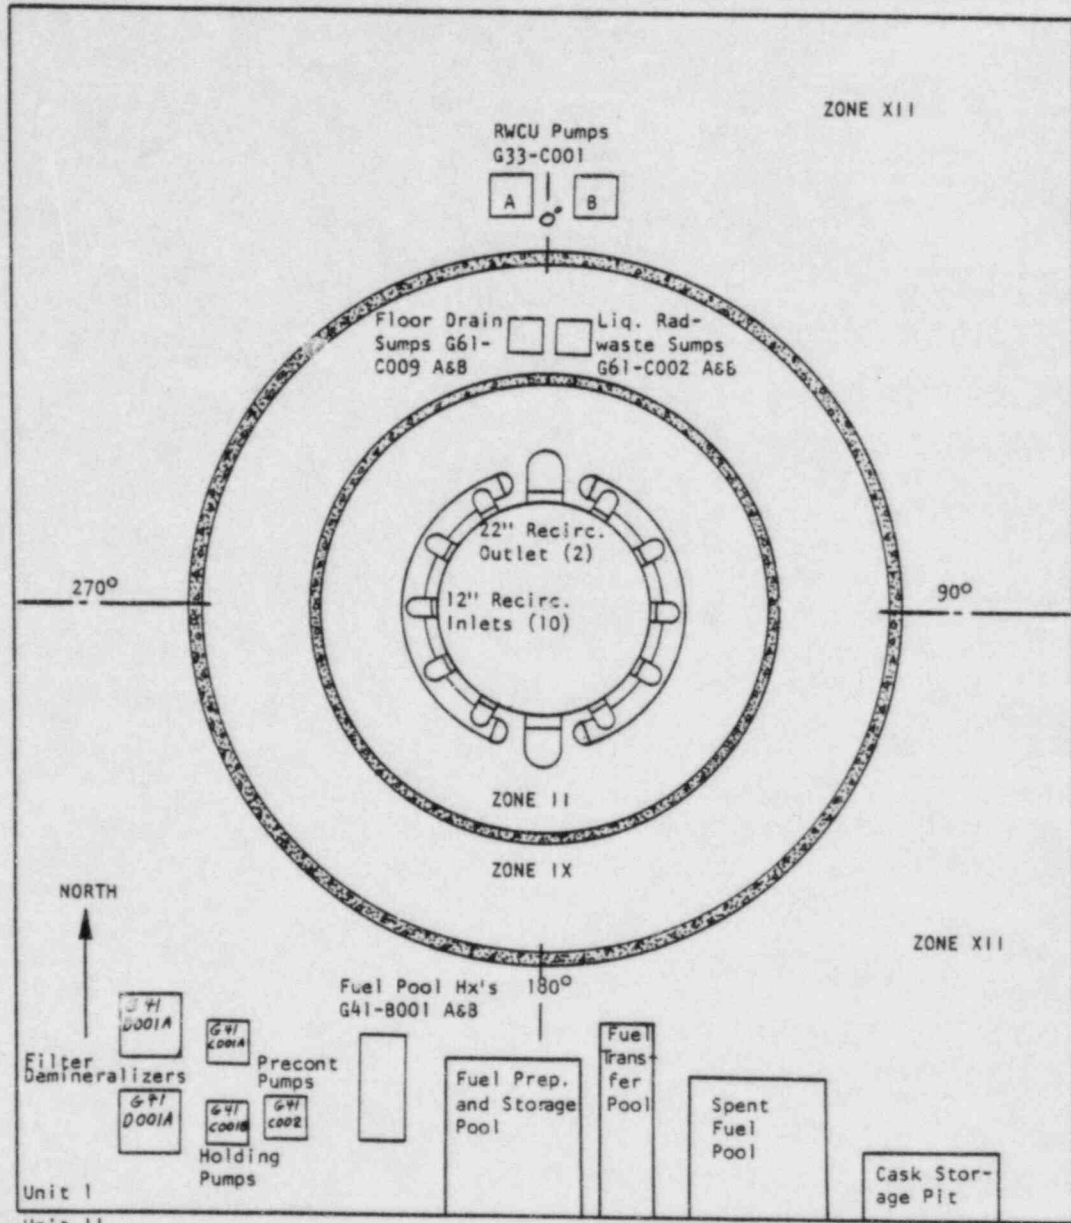 ZONE XII
RWCU Pumps
G33-C001
A
B
0°
Floor Drain
Sumps G61-
C009 A&B
Liq. Rad-
waste Sumps
G61-C002 A&B
22" Recirc.
Outlet (2)
270°
90°
12" Recirc.
Inlets (10)
ZONE II
ZONE IX
NORTH
ZONE XII
Fuel Pool Hx's
G41-B001 A&B
180°
G41
D001A
G41
C001A
Filter
Demineralizers
Precont
Pumps
G41
D001A
G41
C001B
G41
C002
Holding
Pumps
Fuel Prep.
and Storage
Pool
Fuel
Trans-
fer
Pool
Spent
Fuel
Pool
Cask Stor-
age Pit
Unit I
Unit II